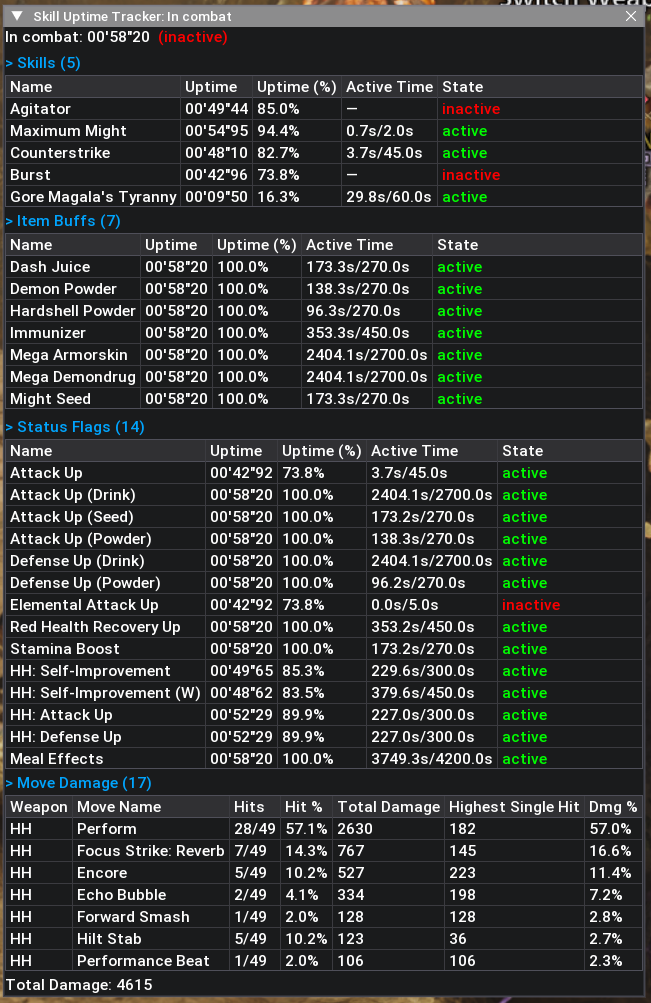 Switch Weap
▼ Skill Uptime Tracker: In combat ×
In combat: 00'58"20 (inactive)
> Skills (5)
Name Uptime Uptime (%) Active Time State
Agitator 00'49"44 85.0% — inactive
Maximum Might 00'54"95 94.4% 0.7s/2.0s active
Counterstrike 00'48"10 82.7% 3.7s/45.0s active
Burst 00'42"96 73.8% — inactive
Gore Magala's Tyranny 00'09"50 16.3% 29.8s/60.0s active
> Item Buffs (7)
Name Uptime Uptime (%) Active Time State
Dash Juice 00'58"20 100.0% 173.3s/270.0s active
Demon Powder 00'58"20 100.0% 138.3s/270.0s active
Hardshell Powder 00'58"20 100.0% 96.3s/270.0s active
Immunizer 00'58"20 100.0% 353.3s/450.0s active
Mega Armorskin 00'58"20 100.0% 2404.1s/2700.0s active
Mega Demondrug 00'58"20 100.0% 2404.1s/2700.0s active
Might Seed 00'58"20 100.0% 173.3s/270.0s active
> Status Flags (14)
Name Uptime Uptime (%) Active Time State
Attack Up 00'42"92 73.8% 3.7s/45.0s active
Attack Up (Drink) 00'58"20 100.0% 2404.1s/2700.0s active
Attack Up (Seed) 00'58"20 100.0% 173.2s/270.0s active
Attack Up (Powder) 00'58"20 100.0% 138.3s/270.0s active
Defense Up (Drink) 00'58"20 100.0% 2404.1s/2700.0s active
Defense Up (Powder) 00'58"20 100.0% 96.2s/270.0s active
Elemental Attack Up 00'42"92 73.8% 0.0s/5.0s inactive
Red Health Recovery Up 00'58"20 100.0% 353.2s/450.0s active
Stamina Boost 00'58"20 100.0% 173.2s/270.0s active
HH: Self-Improvement 00'49"65 85.3% 229.6s/300.0s active
HH: Self-Improvement (W) 00'48"62 83.5% 379.6s/450.0s active
HH: Attack Up 00'52"29 89.9% 227.0s/300.0s active
HH: Defense Up 00'52"29 89.9% 227.0s/300.0s active
Meal Effects 00'58"20 100.0% 3749.3s/4200.0s active
> Move Damage (17)
Weapon Move Name Hits Hit % Total Damage Highest Single Hit Dmg %
HH Perform 28/49 57.1% 2630 182 57.0%
HH Focus Strike: Reverb 7/49 14.3% 767 145 16.6%
HH Encore 5/49 10.2% 527 223 11.4%
HH Echo Bubble 2/49 4.1% 334 198 7.2%
HH Forward Smash 1/49 2.0% 128 128 2.8%
HH Hilt Stab 5/49 10.2% 123 36 2.7%
HH Performance Beat 1/49 2.0% 106 106 2.3%
Total Damage: 4615